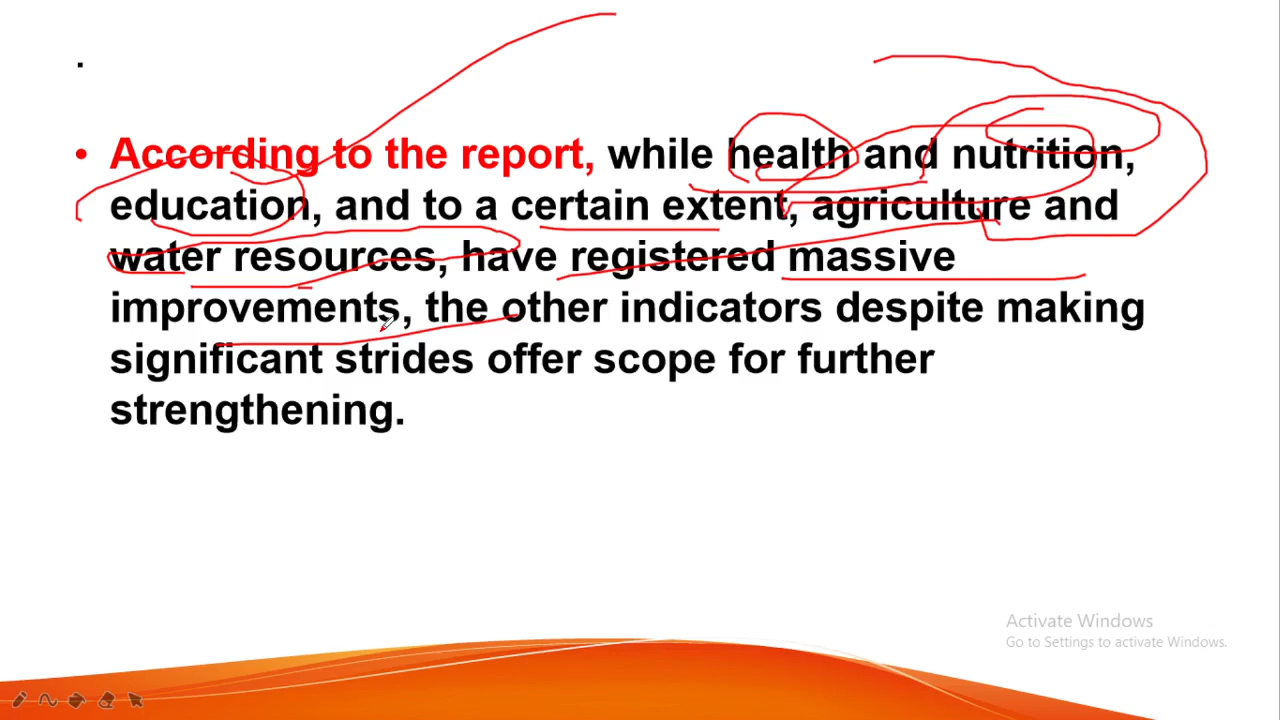 .
• According to the report, while health and nutrition,
education, and to a certain extent, agriculture and
water resources, have registered massive
improvements, the other indicators despite making
significant strides offer scope for further
strengthening.
Activate Windows
Go to Settings to activate Windows.